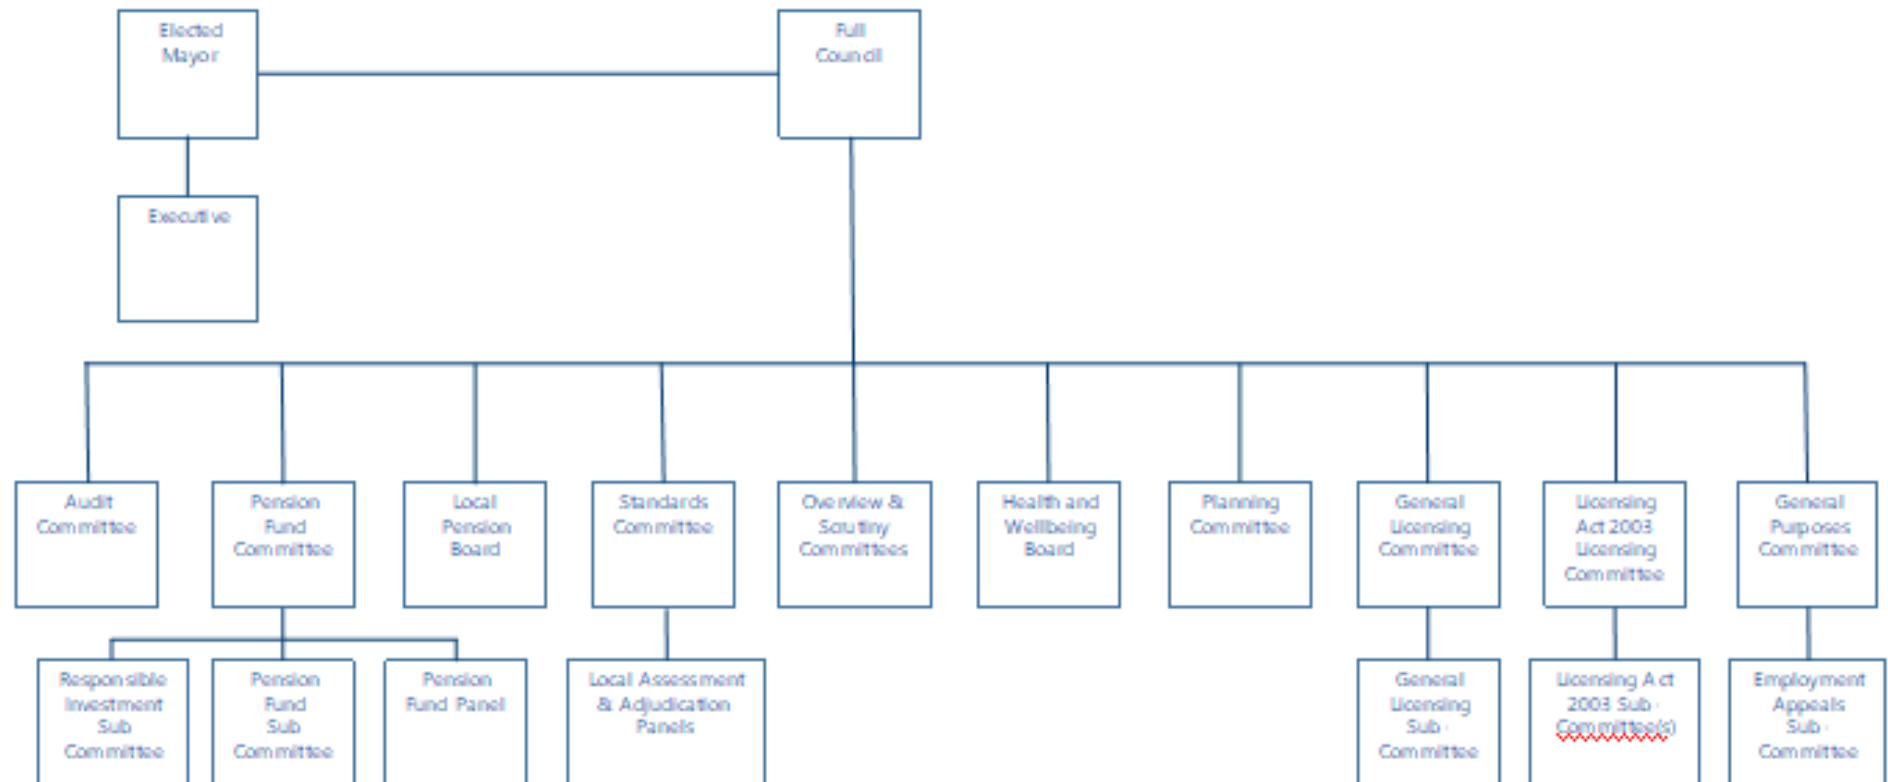 Elected
Mayor
Full
Council
Executive
Audit
Committee
Pension
Fund
Committee
Local
Pension
Board
Standards
Committee
Overview &
Scrutiny
Committees
Health and
Wellbeing
Board
Planning
Committee
General
Licensing
Committee
Licensing
Act 2003
Licensing
Committee
General
Purposes
Committee
Responsible
Investment
Sub
Committee
Pension
Fund
Sub
Committee
Pension
Fund Panel
Local Assessment
& Adjudication
Panels
General
Licensing
Sub-
Committee
Licensing Act
2003 Sub-
Committee(s)
Employment
Appeals
Sub-
Committee